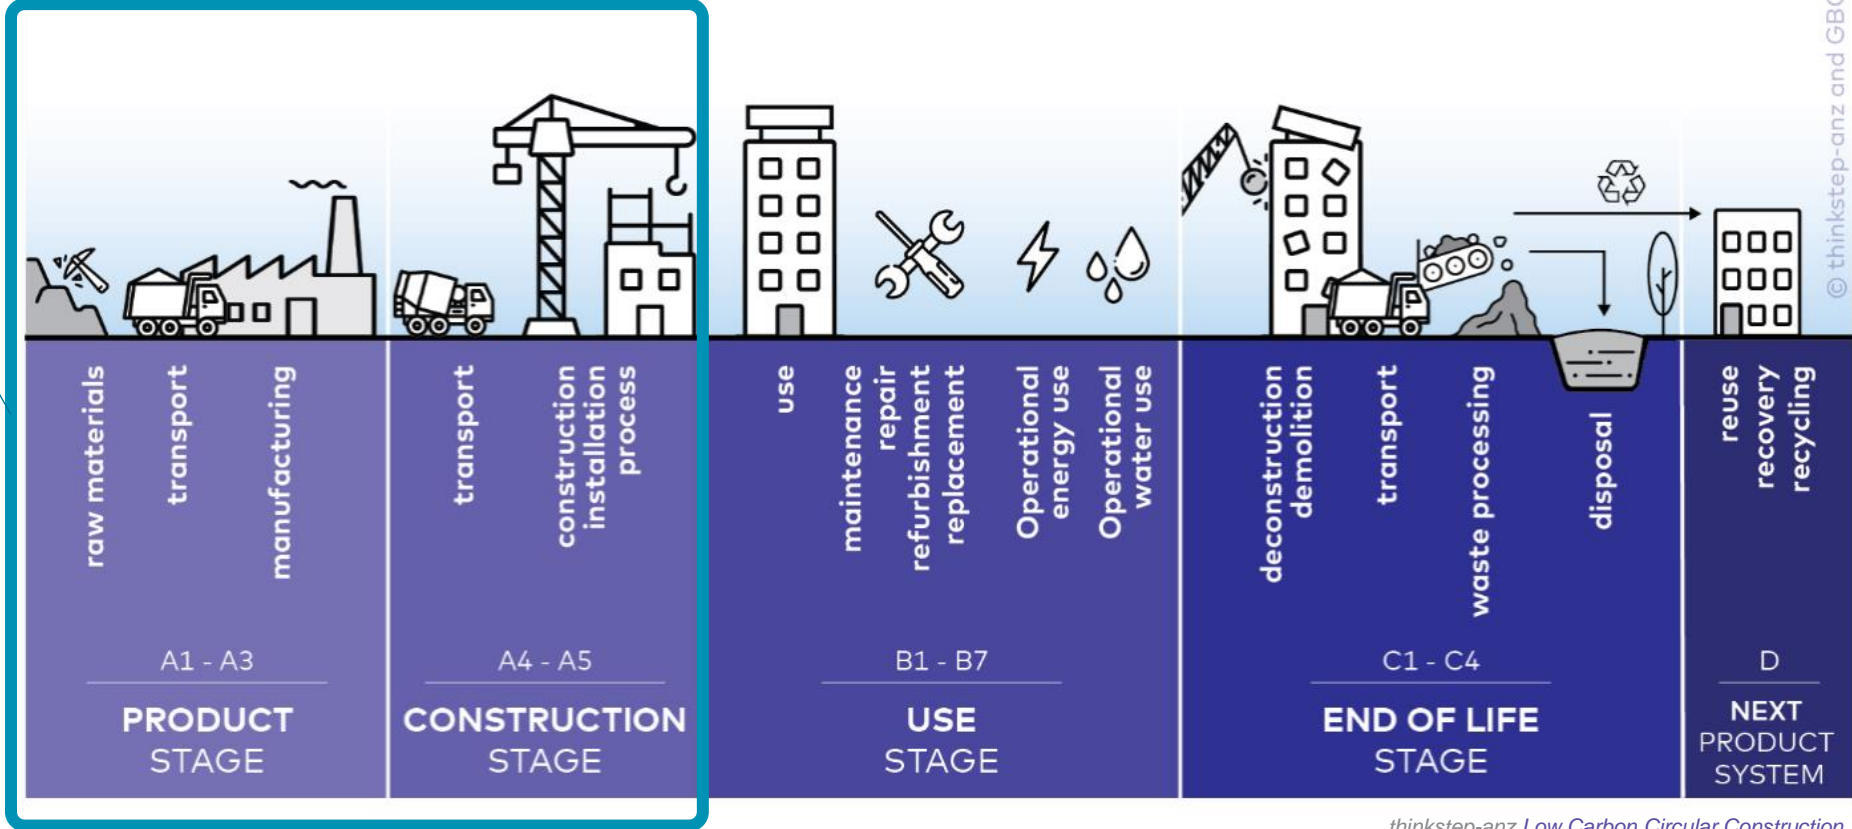 © thinkstep-anz and GBC
raw materials
transport
manufacturing
transport
construction
installation
process
use
maintenance
repair
refurbishment
replacement
Operational
energy use
Operational
water use
deconstruction
demolition
transport
waste processing
disposal
reuse
recovery
recycling
A1 - A3
PRODUCT
STAGE
A4 - A5
CONSTRUCTION
STAGE
B1 - B7
USE
STAGE
C1 - C4
END OF LIFE
STAGE
D
NEXT
PRODUCT
SYSTEM
thinkstep-anz Low Carbon Circular Construction